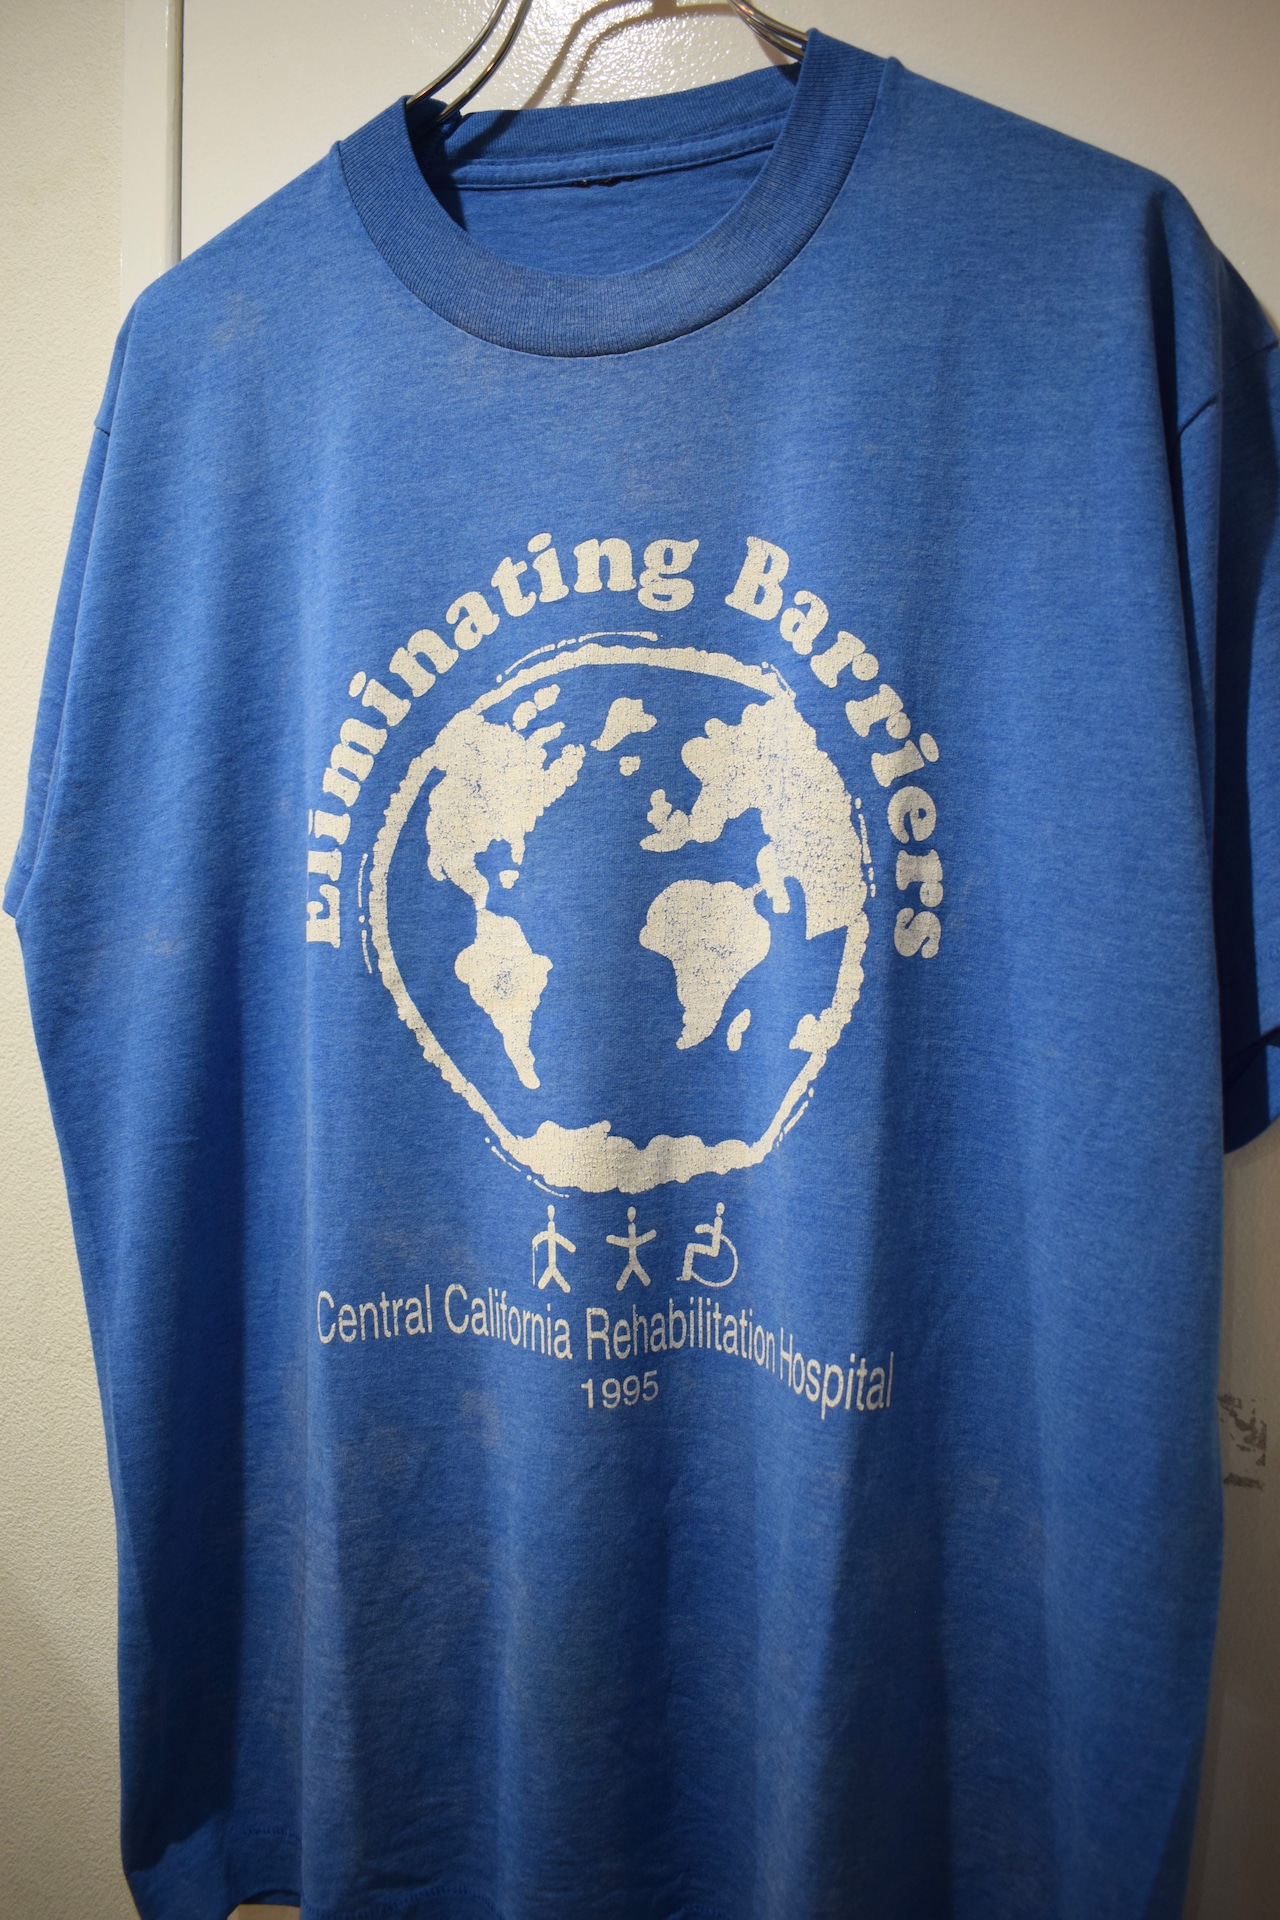 Eliminating Barriers
Central California Rehabilitation Hospital
1995